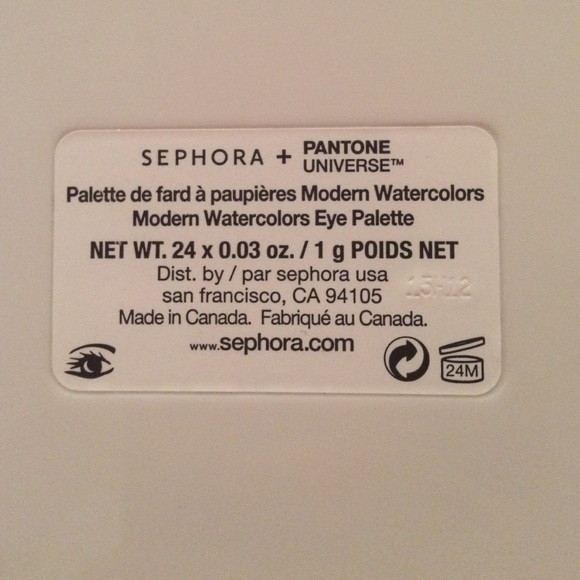 SEPHORA + PANTONE UNIVERSE™
Palette de fard à paupières Modern Watercolors
Modern Watercolors Eye Palette
NET WT. 24 x 0.03 oz. / 1 g POIDS NET
Dist. by / par sephora usa
san francisco, CA 94105
15H12
Made in Canada. Fabriqué au Canada.
www.sephora.com
24M